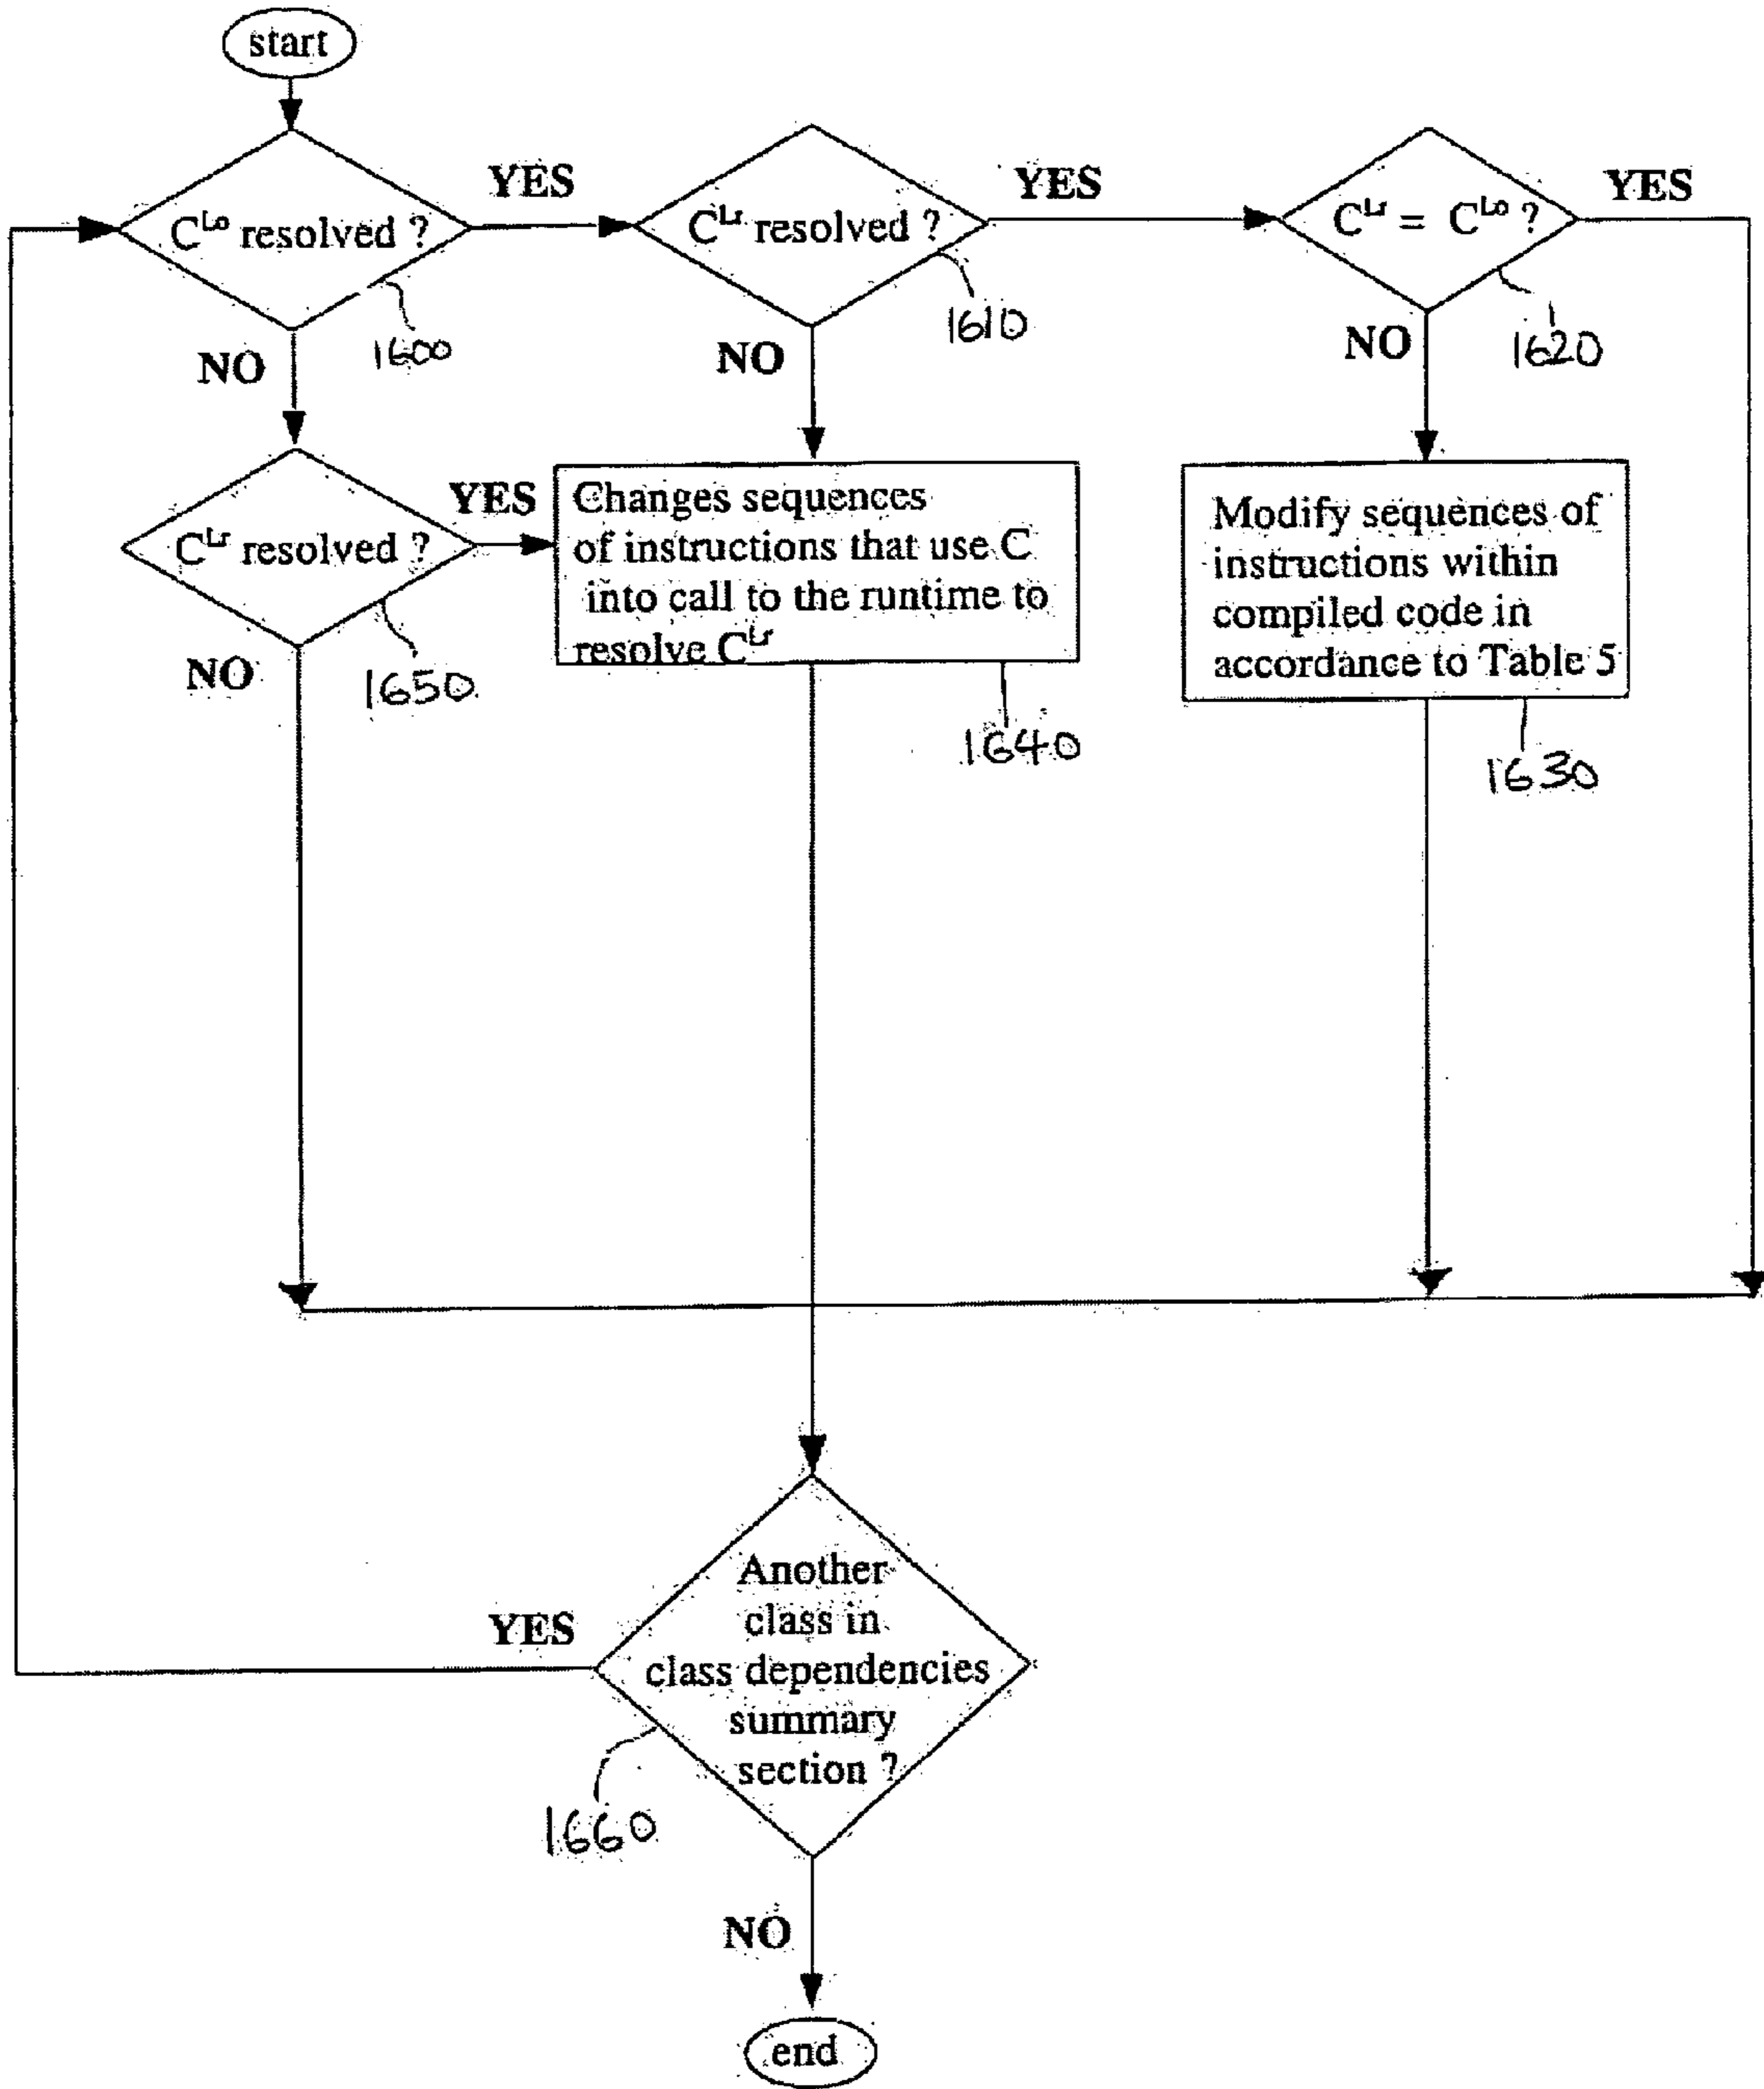 start
YES
YES
YES
C^Lo resolved ?
C^Lr resolved ?
C^Lr = C^Lo ?
1600
1610
1620
NO
NO
NO
YES
C^Lr resolved ?
Changes sequences
of instructions that use C
into call to the runtime to
resolve C^Lr
Modify sequences of
instructions within
compiled code in
accordance to Table 5
NO
1650
1640
1630
Another
class in
class dependencies
summary
section ?
YES
1660
NO
end